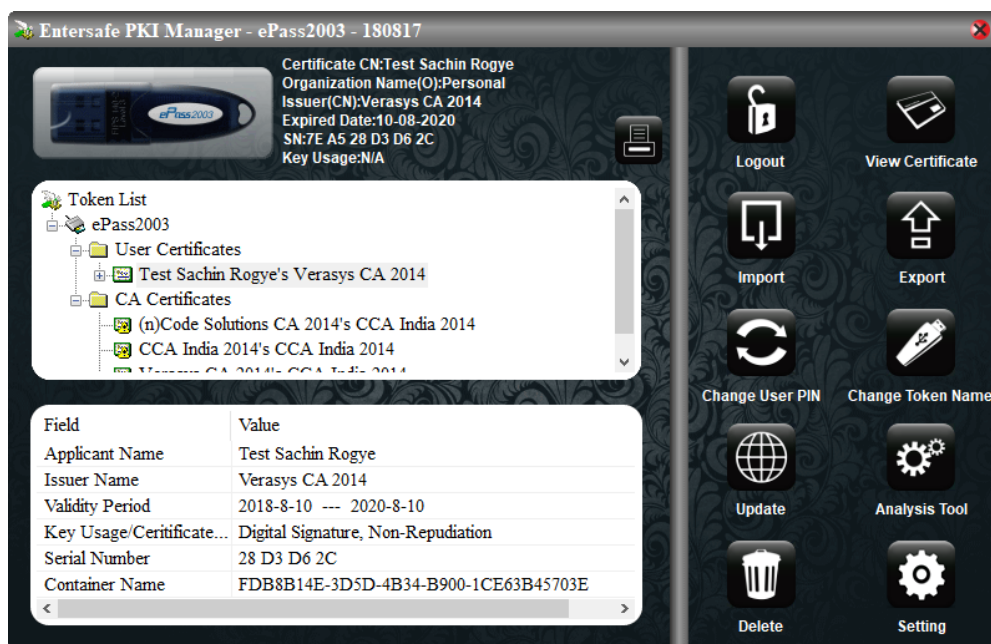 Entersafe PKI Manager - ePass2003 - 180817
Certificate CN:Test Sachin Rogye
Organization Name(O):Personal
Issuer(CN):Verasys CA 2014
Expired Date:10-08-2020
SN:7E A5 28 D3 D6 2C
Key Usage:N/A
ePass2003
Token List
ePass2003
User Certificates
Test Sachin Rogye's Verasys CA 2014
CA Certificates
(n)Code Solutions CA 2014's CCA India 2014
CCA India 2014's CCA India 2014
Verasys CA 2014's CCA India 2014
Field Value
Applicant Name Test Sachin Rogye
Issuer Name Verasys CA 2014
Validity Period 2018-8-10 --- 2020-8-10
Key Usage/Ceritificate... Digital Signature, Non-Repudiation
Serial Number 28 D3 D6 2C
Container Name FDB8B14E-3D5D-4B34-B900-1CE63B45703E
Logout View Certificate
Import Export
Change User PIN Change Token Name
Update Analysis Tool
Delete Setting